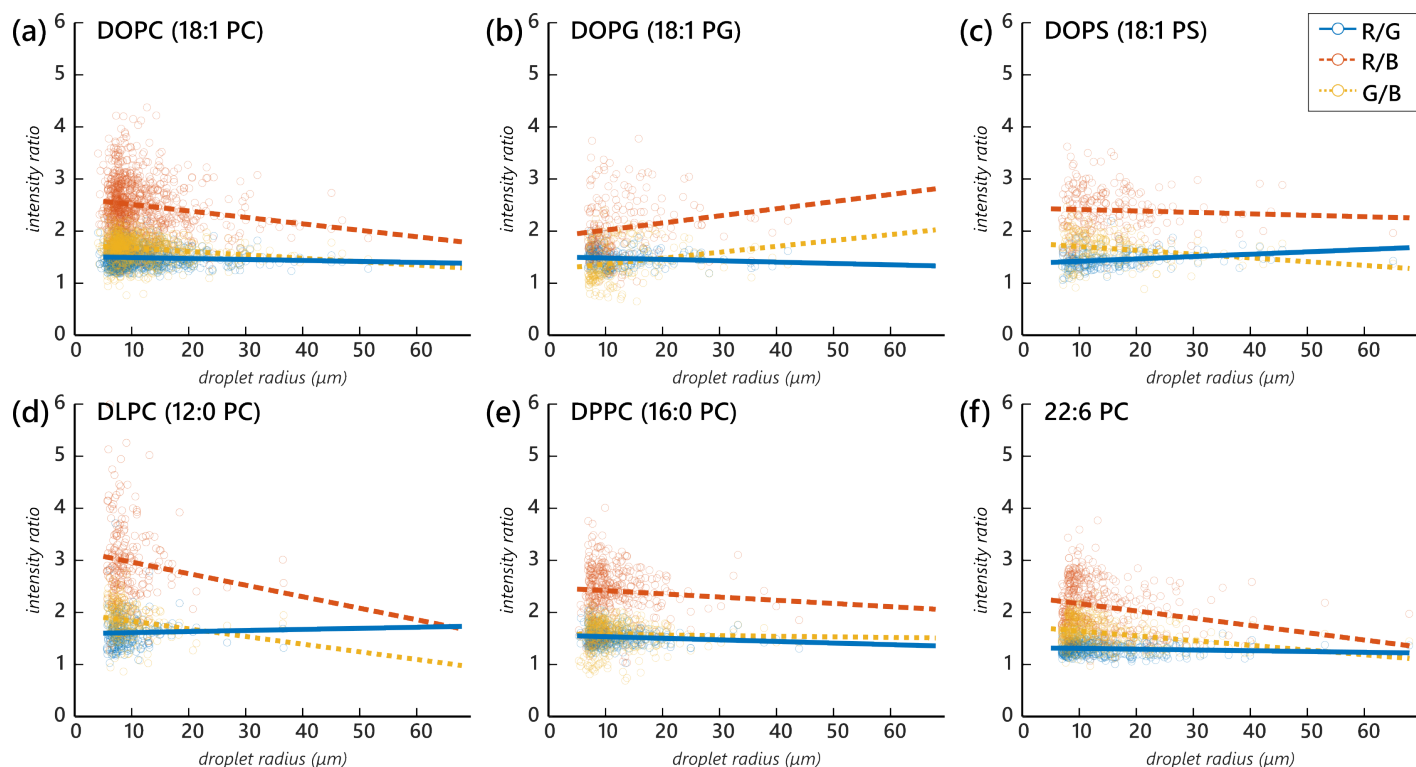 (a) DOPC (18:1 PC)
6
5
4
3
2
1
0
intensity ratio
0 10 20 30 40 50 60
droplet radius (µm)
(b) DOPG (18:1 PG)
6
5
4
3
2
1
0
intensity ratio
0 10 20 30 40 50 60
droplet radius (µm)
(c) DOPS (18:1 PS)
6
5
4
3
2
1
0
intensity ratio
0 10 20 30 40 50 60
droplet radius (µm)
R/G
R/B
G/B
(d) DLPC (12:0 PC)
6
5
4
3
2
1
0
intensity ratio
0 10 20 30 40 50 60
droplet radius (µm)
(e) DPPC (16:0 PC)
6
5
4
3
2
1
0
intensity ratio
0 10 20 30 40 50 60
droplet radius (µm)
(f) 22:6 PC
6
5
4
3
2
1
0
intensity ratio
0 10 20 30 40 50 60
droplet radius (µm)